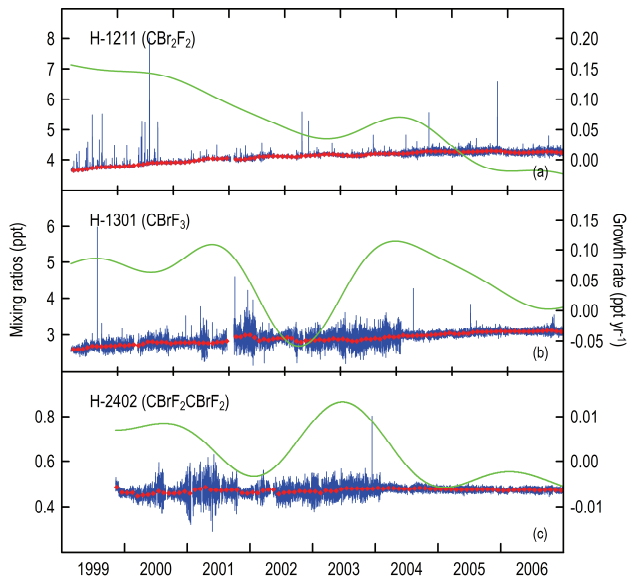 8
7
6
5
4
H-1211 (CBr₂F₂)
0.20
0.15
0.10
0.05
0.00
(a)
6
5
4
3
H-1301 (CBrF₃)
0.15
0.10
0.05
0.00
-0.05
(b)
Mixing ratios (ppt)
Growth rate (ppt yr⁻¹)
0.8
0.6
0.4
H-2402 (CBrF₂CBrF₂)
0.01
0.00
-0.01
(c)
1999 2000 2001 2002 2003 2004 2005 2006